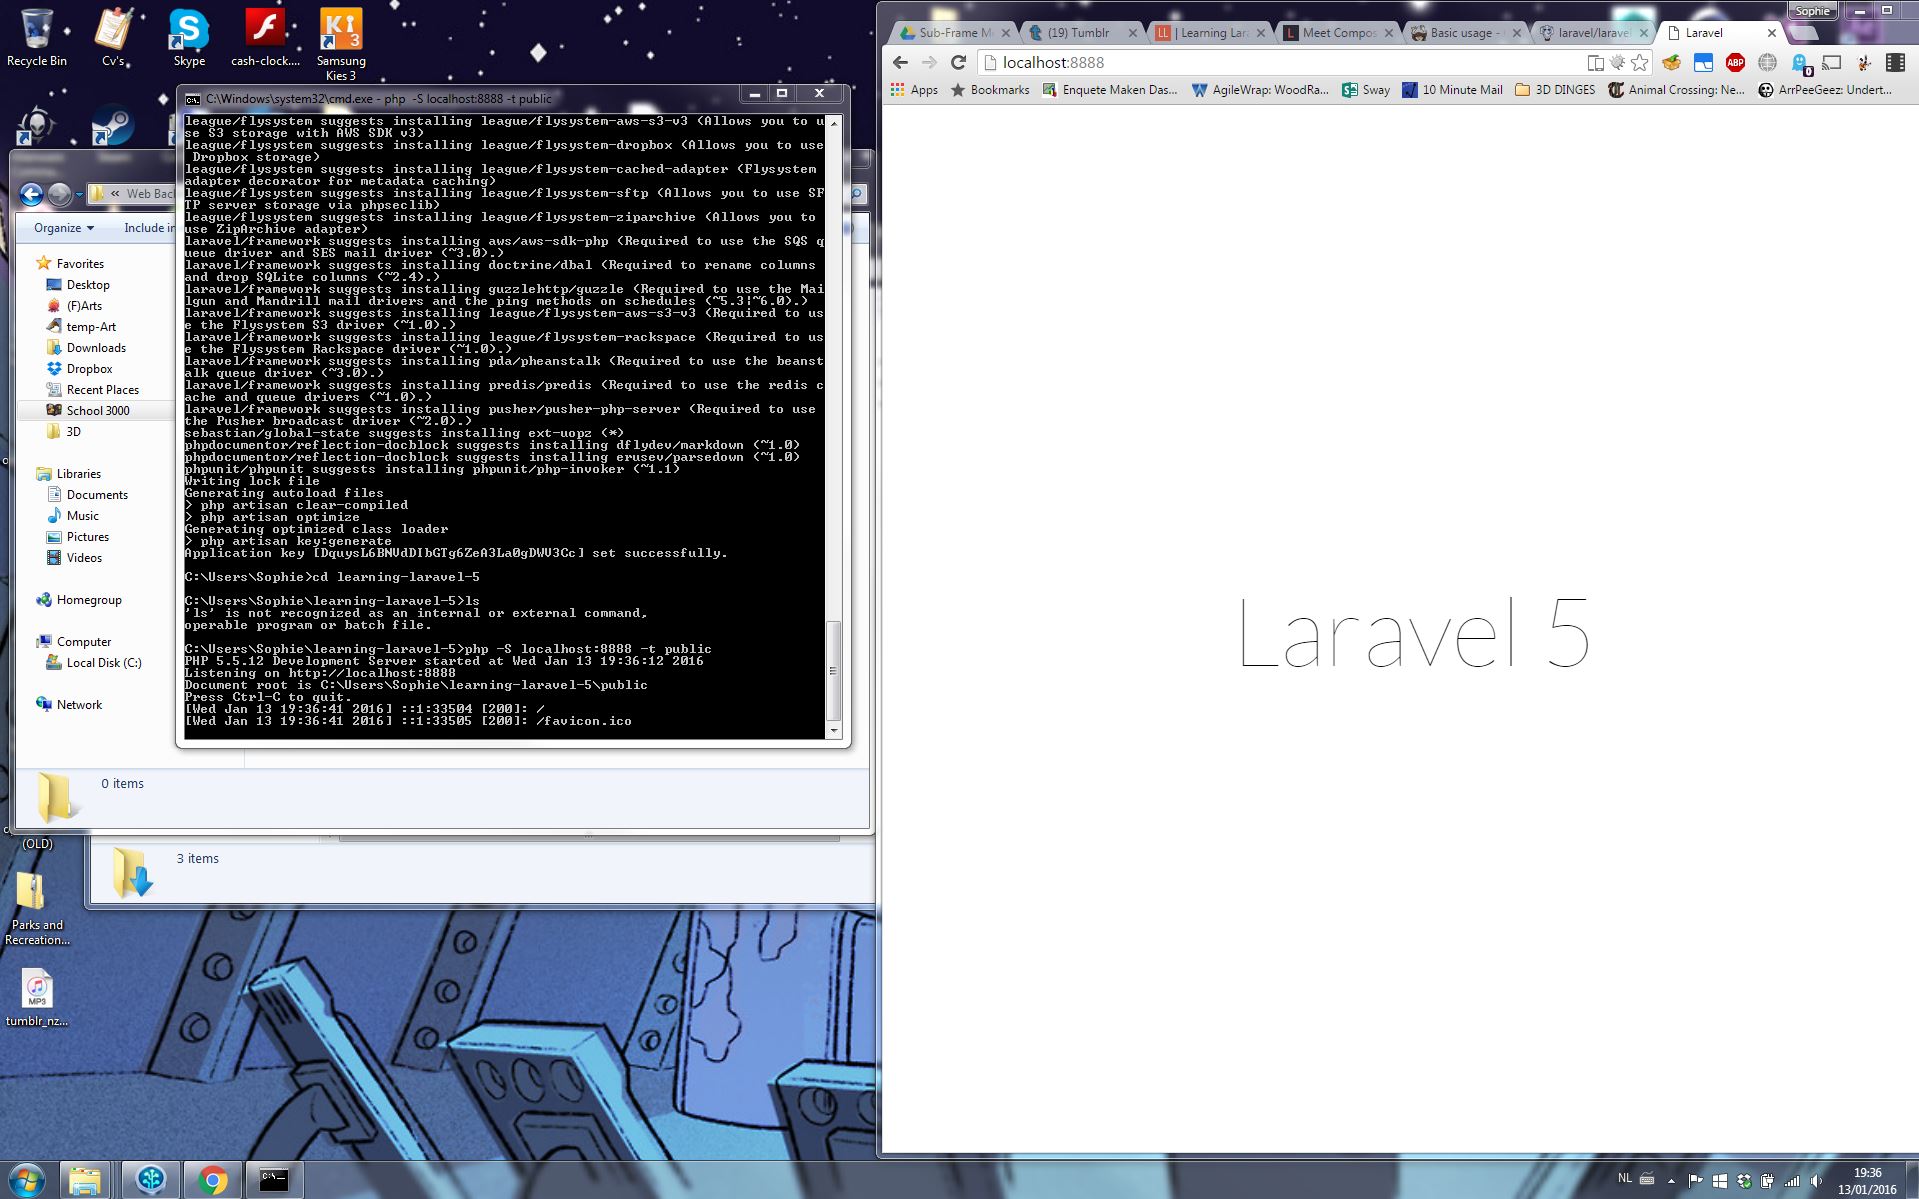 Recycle Bin
Cv's
Skype
cash-clock....
Samsung
Kies 3
C:\Windows\system32\cmd.exe - php  -S localhost:8888 -t public
league/flysystem suggests installing league/flysystem-aws-s3-v3 (Allows you to u
se S3 storage with AWS SDK v3)
league/flysystem suggests installing league/flysystem-dropbox (Allows you to use
 Dropbox storage)
league/flysystem suggests installing league/flysystem-cached-adapter (Flysystem
adapter decorator for metadata caching)
league/flysystem suggests installing league/flysystem-sftp (Allows you to use SF
TP server storage via phpseclib)
league/flysystem suggests installing league/flysystem-ziparchive (Allows you to
use ZipArchive adapter)
laravel/framework suggests installing aws/aws-sdk-php (Required to use the SQS q
ueue driver and SES mail driver (~3.0).)
laravel/framework suggests installing doctrine/dbal (Required to rename columns
and drop SQLite columns (~2.4).)
laravel/framework suggests installing guzzlehttp/guzzle (Required to use the Mai
lgun and Mandrill mail drivers and the ping methods on schedules (~5.3|~6.0).)
laravel/framework suggests installing league/flysystem-aws-s3-v3 (Required to us
e the Flysystem S3 driver (~1.0).)
laravel/framework suggests installing league/flysystem-rackspace (Required to us
e the Flysystem Rackspace driver (~1.0).)
laravel/framework suggests installing pda/pheanstalk (Required to use the beanst
alk queue driver (~3.0).)
laravel/framework suggests installing predis/predis (Required to use the redis c
ache and queue drivers (~1.0).)
laravel/framework suggests installing pusher/pusher-php-server (Required to use
the Pusher broadcast driver (~2.0).)
sebastian/global-state suggests installing ext-uopz (*)
phpdocumentor/reflection-docblock suggests installing dflydev/markdown (~1.0)
phpdocumentor/reflection-docblock suggests installing erusev/parsedown (~1.0)
phpunit/phpunit suggests installing phpunit/php-invoker (~1.1)
Writing lock file
Generating autoload files
> php artisan clear-compiled
> php artisan optimize
Generating optimized class loader
> php artisan key:generate
Application key [DquysL6BNVdDIbGTg6ZeA3La0gDWV3Cc] set successfully.
C:\Users\Sophie>cd learning-laravel-5
C:\Users\Sophie\learning-laravel-5>ls
'ls' is not recognized as an internal or external command,
operable program or batch file.
C:\Users\Sophie\learning-laravel-5>php -S localhost:8888 -t public
PHP 5.5.12 Development Server started at Wed Jan 13 19:36:12 2016
Listening on http://localhost:8888
Document root is C:\Users\Sophie\learning-laravel-5\public
Press Ctrl-C to quit.
[Wed Jan 13 19:36:41 2016] ::1:33504 [200]: /
[Wed Jan 13 19:36:41 2016] ::1:33505 [200]: /favicon.ico
« Web Bac
Organize
Include in
Favorites
Desktop
(F)Arts
temp-Art
Downloads
Dropbox
Recent Places
School 3000
3D
Libraries
Documents
Music
Pictures
Videos
Homegroup
Computer
Local Disk (C:)
Network
0 items
3 items
(OLD)
Parks and
Recreation...
MP3
tumblr_nz...
Sophie
Sub-Frame M
(19) Tumblr
LL | Learning Lar
L Meet Compos
Basic usage -
laravel/laravel
Laravel
localhost:8888
ABP
0
Apps
Bookmarks
Enquete Maken Das...
AgileWrap: WoodRa...
Sway
10 Minute Mail
3D DINGES
Animal Crossing: Ne...
ArrPeeGeez: Undert...
Laravel 5
NL
19:36
13/01/2016